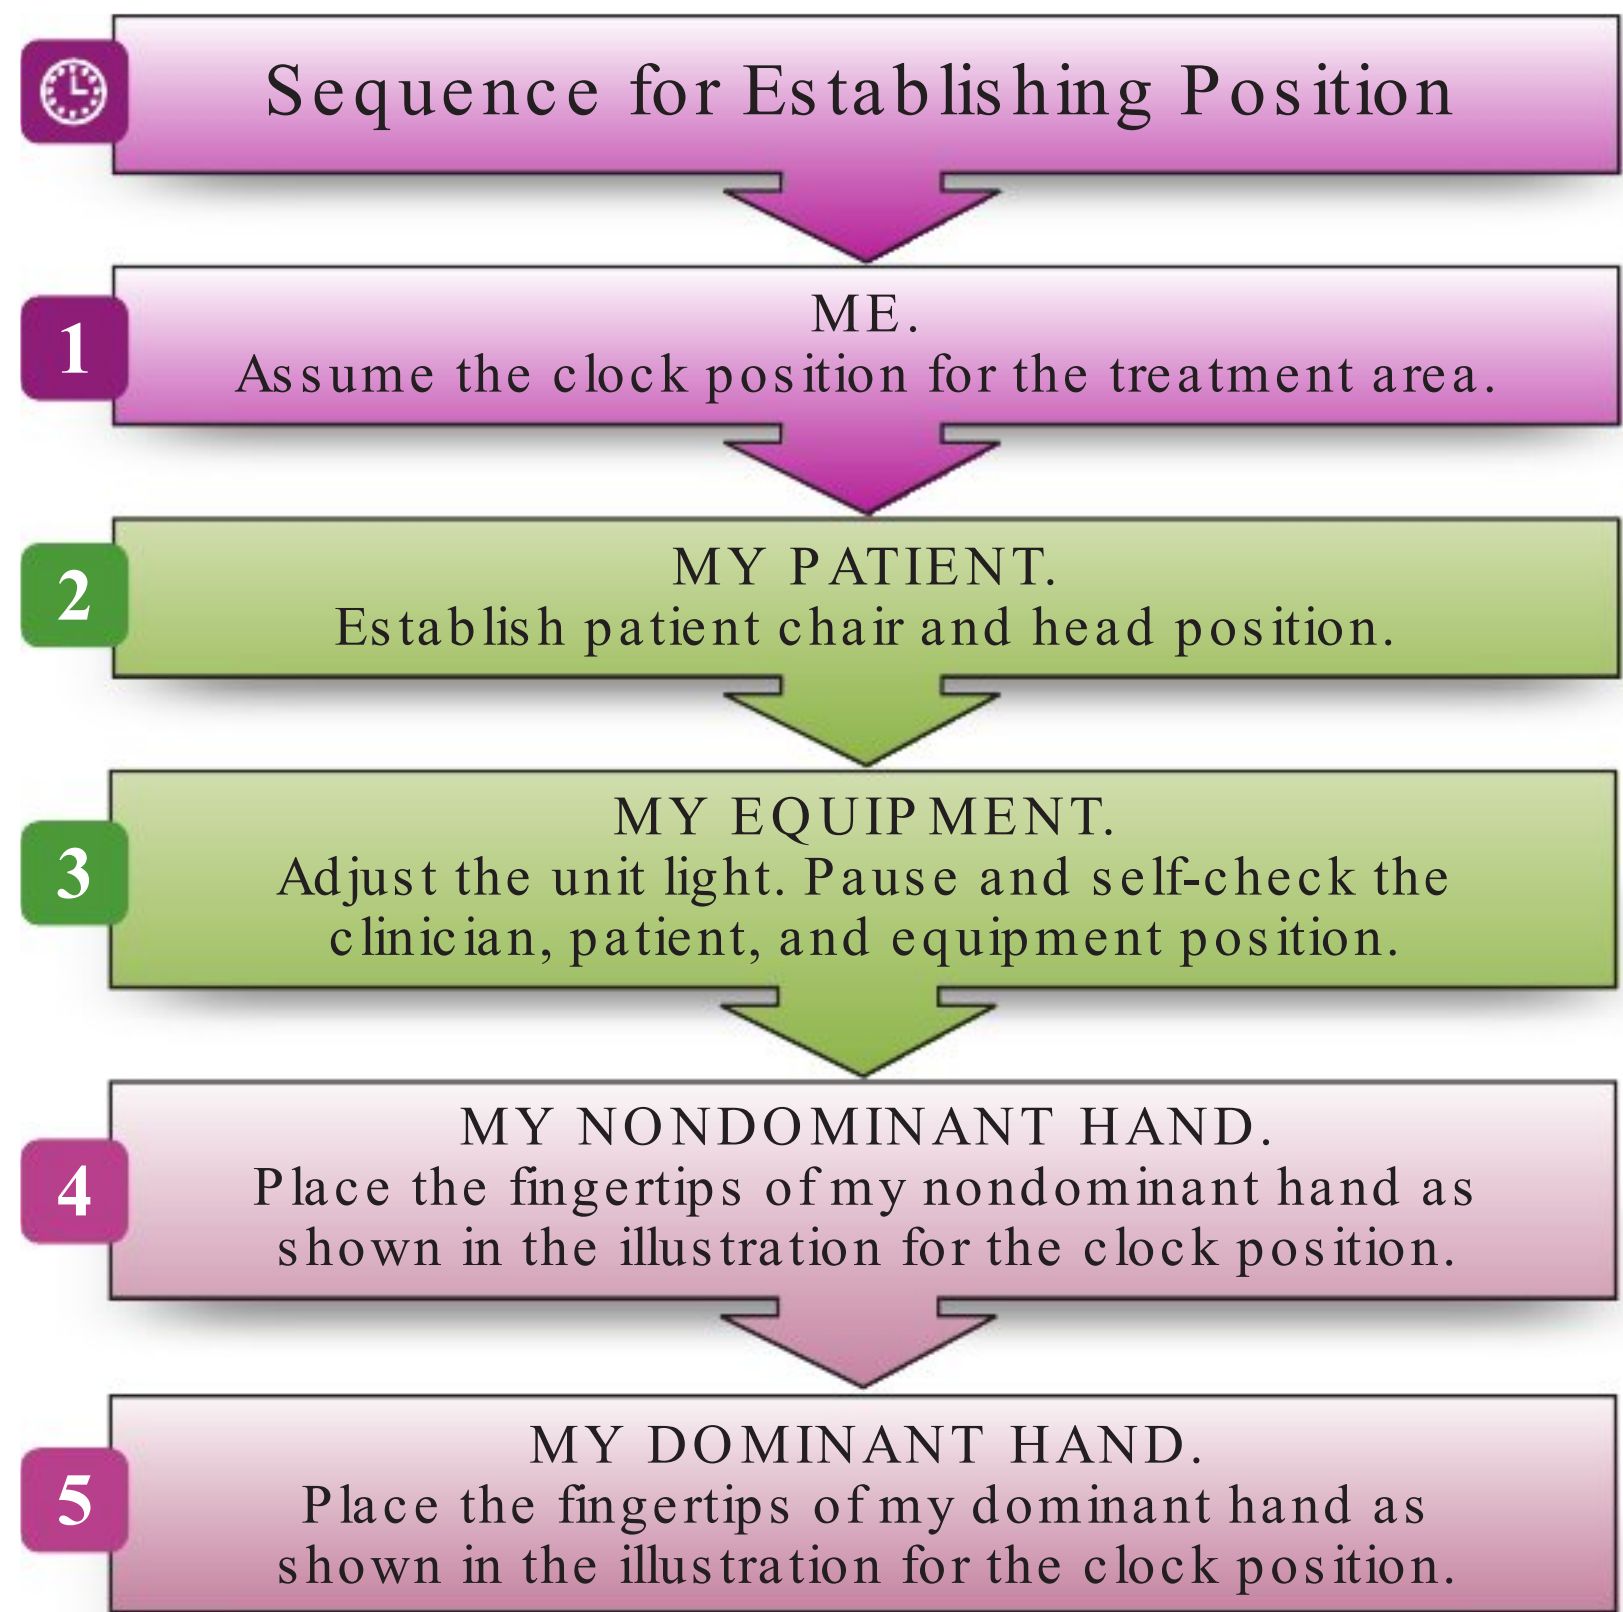 Sequence for Establishing Position
1
ME.
Assume the clock position for the treatment area.
2
MY PATIENT.
Establish patient chair and head position.
3
MY EQUIPMENT.
Adjust the unit light. Pause and self-check the
clinician, patient, and equipment position.
4
MY NONDOMINANT HAND.
Place the fingertips of my nondominant hand as
shown in the illustration for the clock position.
5
MY DOMINANT HAND.
Place the fingertips of my dominant hand as
shown in the illustration for the clock position.